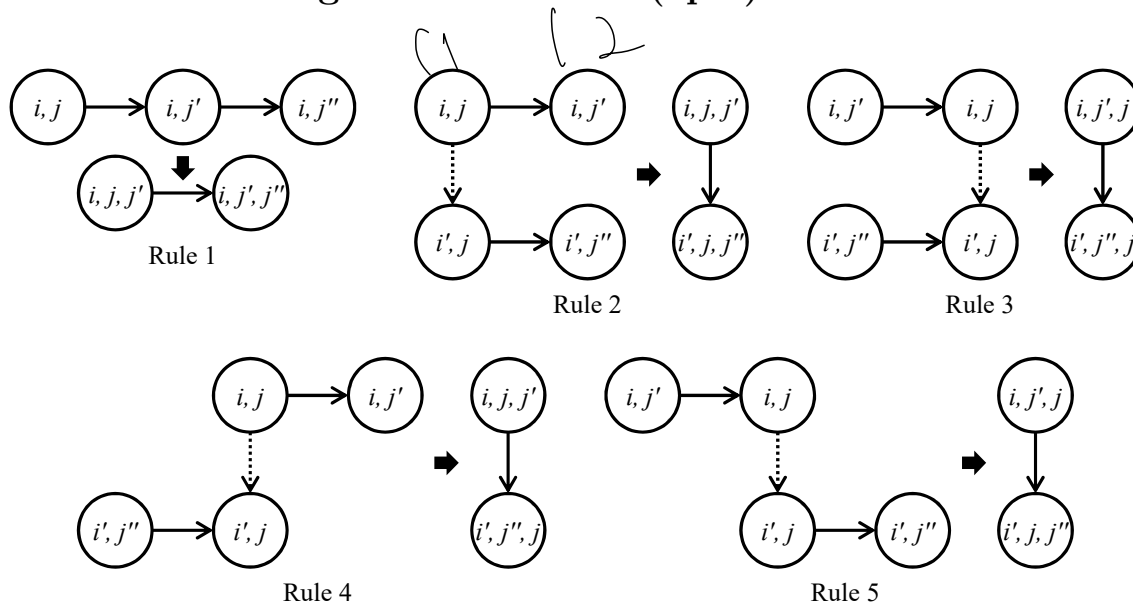 i, j i, j' i, j''
i, j, j' i, j', j''
Rule 1
i, j i, j' i, j, j'
i', j i', j'' i', j, j''
Rule 2
i, j' i, j i, j', j
i', j'' i', j i', j'', j
Rule 3
i, j i, j' i, j, j'
i', j'' i', j i', j'', j
Rule 4
i, j' i, j i, j', j
i', j i', j'' i', j, j''
Rule 5